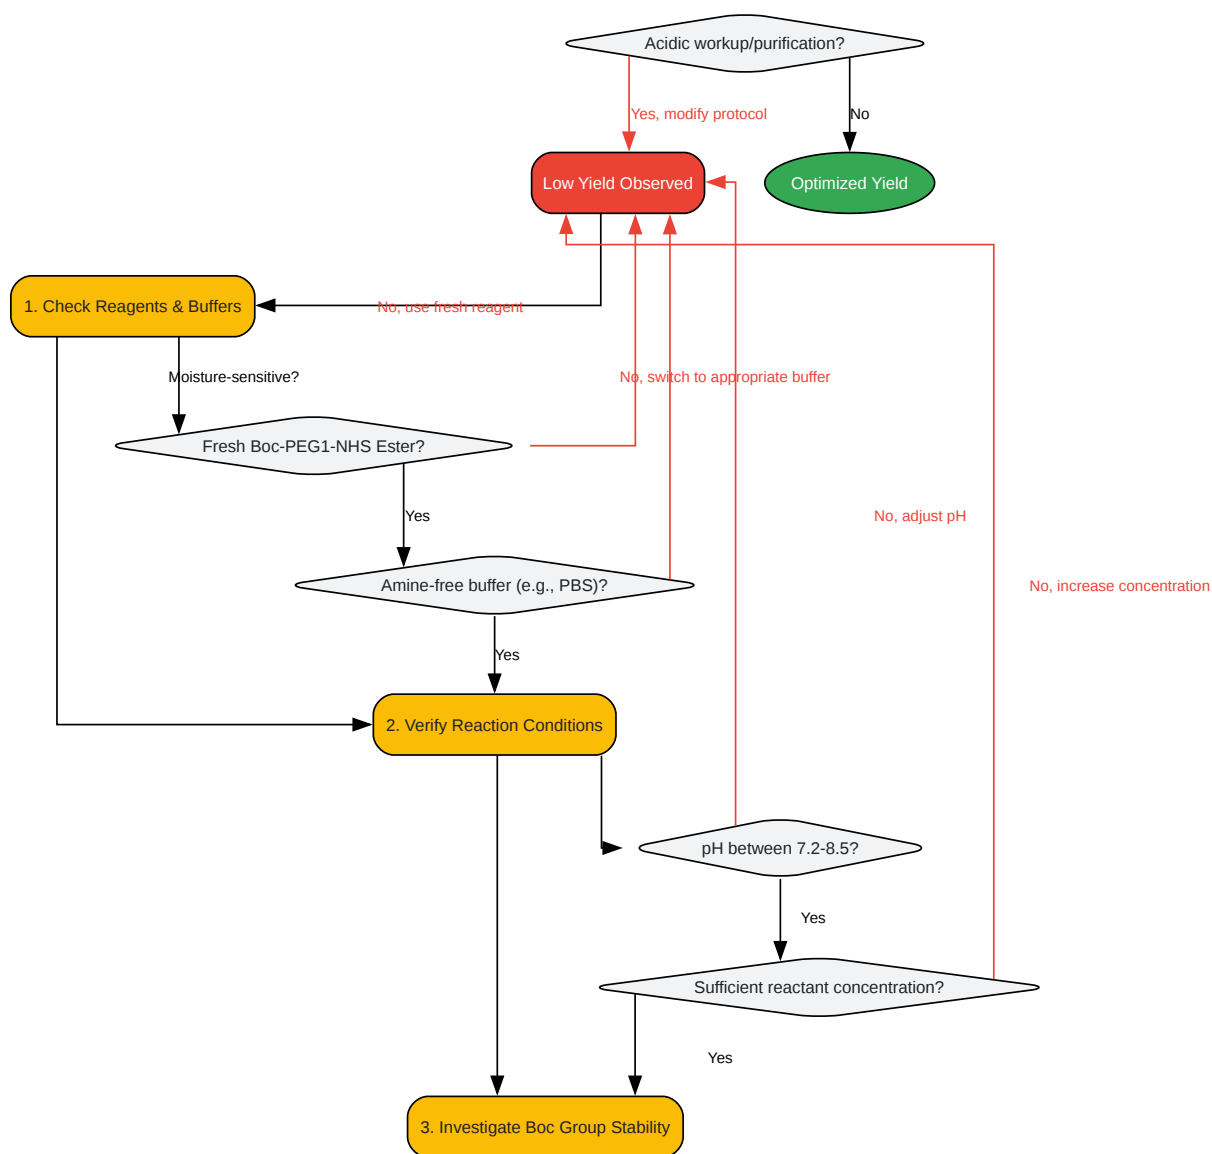 Acidic workup/purification?
Yes, modify protocol
No
Low Yield Observed
Optimized Yield
1. Check Reagents & Buffers
No, use fresh reagent
Moisture-sensitive?
No, switch to appropriate buffer
Fresh Boc-PEG1-NHS Ester?
Yes
No, adjust pH
Amine-free buffer (e.g., PBS)?
No, increase concentration
Yes
2. Verify Reaction Conditions
pH between 7.2-8.5?
Yes
Sufficient reactant concentration?
Yes
3. Investigate Boc Group Stability